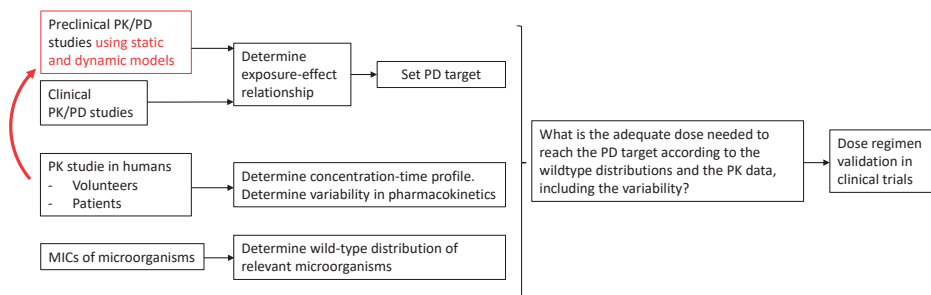 Preclinical PK/PD
studies using static
and dynamic models
Determine
exposure-effect
relationship
Set PD target
Clinical
PK/PD studies
What is the adequate dose needed to
reach the PD target according to the
wildtype distributions and the PK data,
including the variability?
Dose regimen
validation in
clinical trials
PK studie in humans
- Volunteers
- Patients
Determine concentration-time profile.
Determine variability in pharmacokinetics
MICs of microorganisms
Determine wild-type distribution of
relevant microorganisms